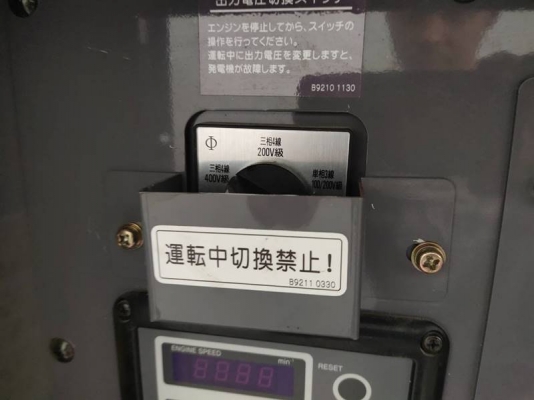 出力電圧切換スイッチ
エンジンを停止してから、スイッチの
操作を行ってください。
運転中に出力電圧を変更しますと、
発電機が故障します。
B9210 1130
Φ
三相4線
200V級
三相4線
400V級
単相3線
100/200V級
運転中切換禁止!
B9211 0330
ENGINE SPEED
min⁻¹
RESET